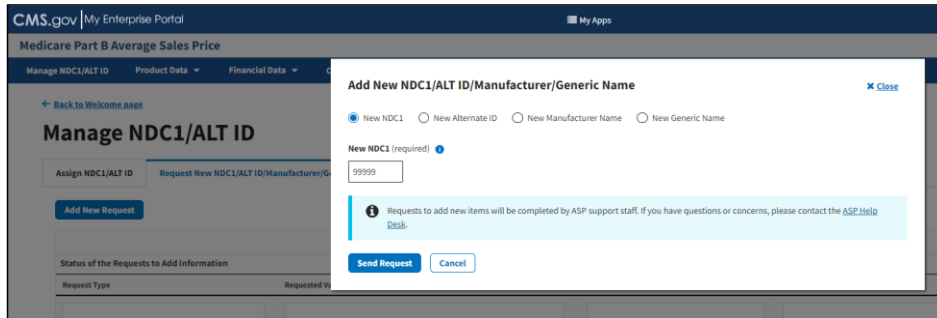 CMS.gov My Enterprise Portal
My Apps
Medicare Part B Average Sales Price
Manage NDC1/ALT ID Product Data Financial Data
Add New NDC1/ALT ID/Manufacturer/Generic Name
Close
Back to Welcome page
New NDC1 New Alternate ID New Manufacturer Name New Generic Name
Manage NDC1/ALT ID
New NDC1 (required)
99999
Assign NDC1/ALT ID Request New NDC1/ALT ID/Manufacturer/Ge
Add New Request
Requests to add new items will be completed by ASP support staff. If you have questions or concerns, please contact the ASP Help
Desk.
Send Request Cancel
Status of the Requests to Add Information
Request Type Requested Va